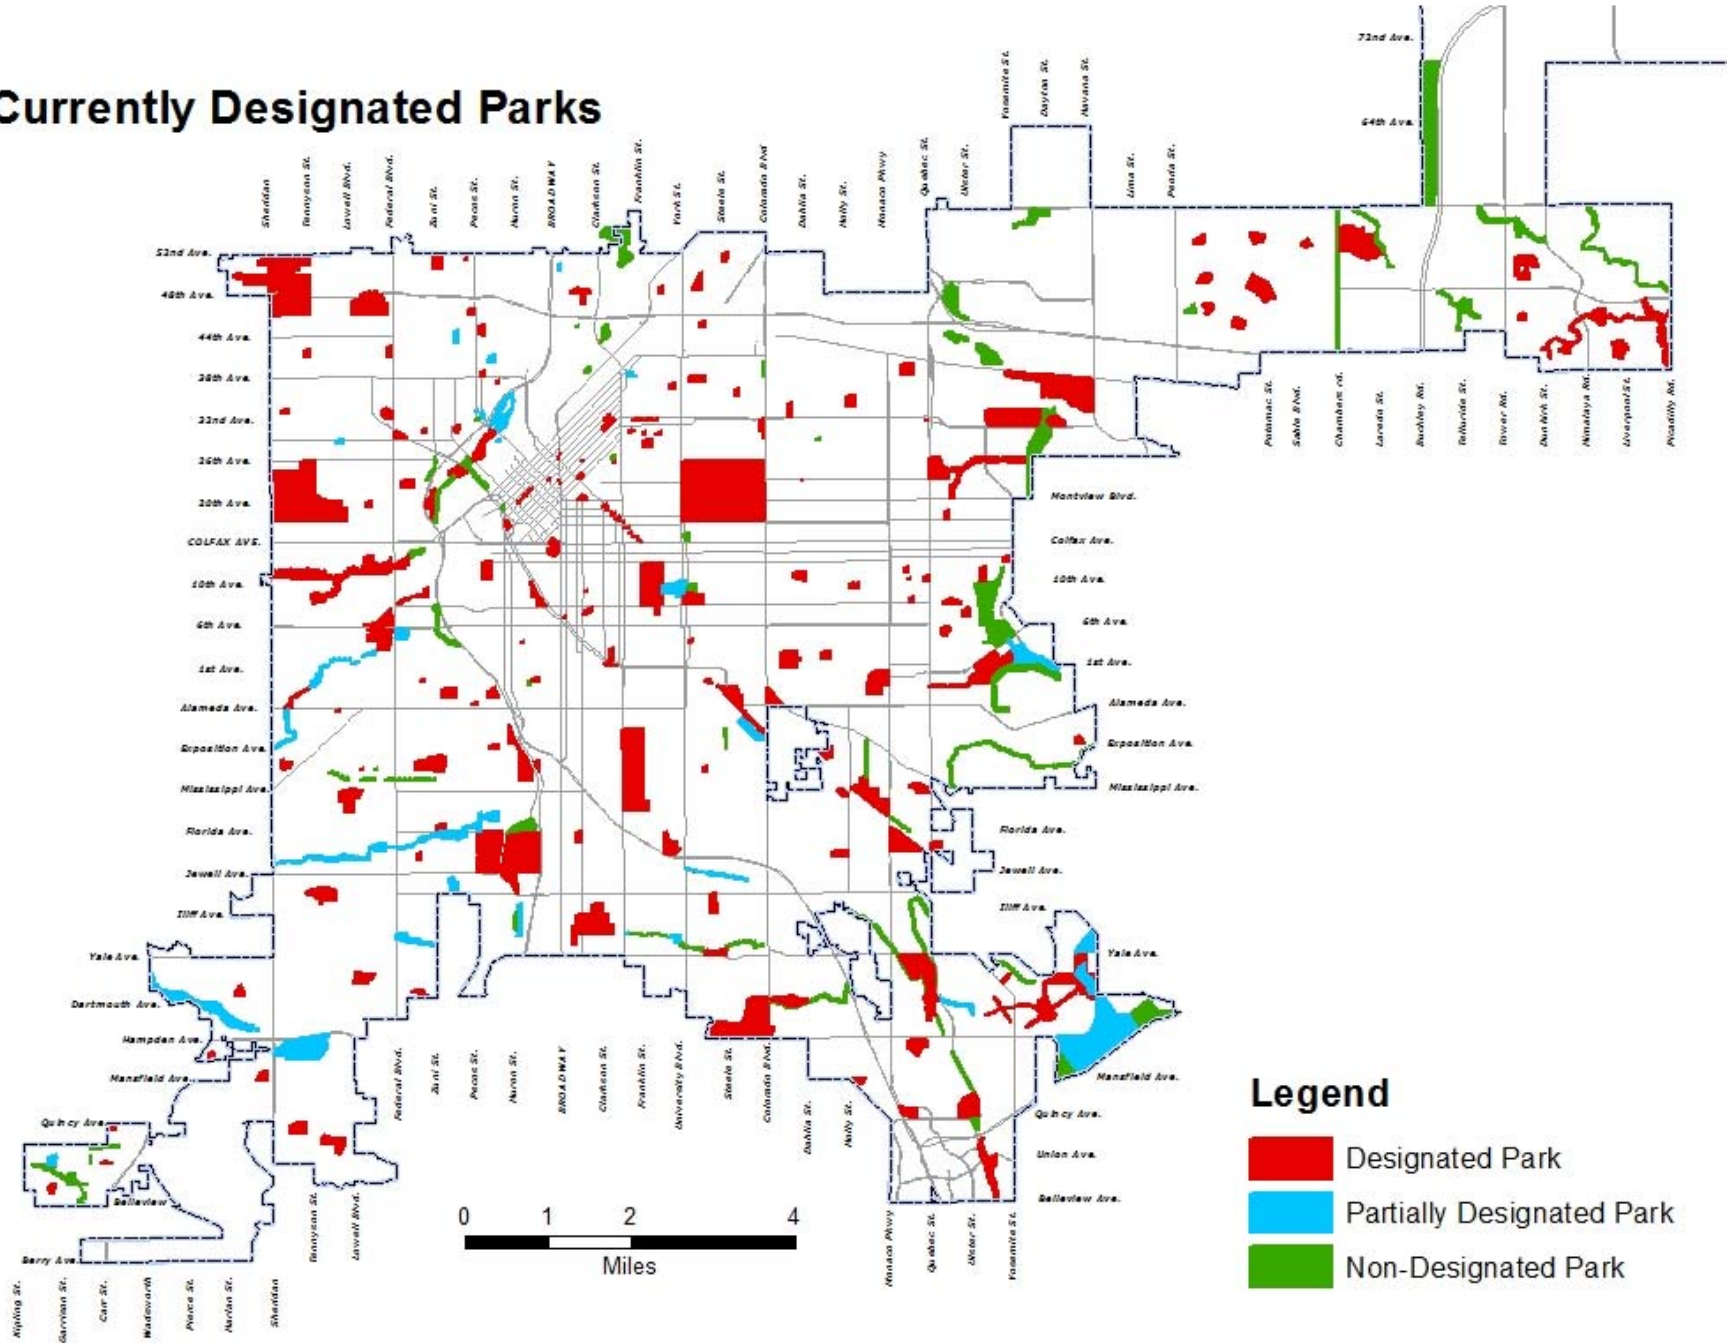 Currently Designated Parks
72nd Ave.
64th Ave.
Yosemite St.
Dayton St.
Havana St.
Sheridan
Tennyson St.
Lowell Blvd.
Federal Blvd.
Zuni St.
Pecos St.
Huron St.
BROADWAY
Clarkson St.
Franklin St.
York St.
Steele St.
Colorado Blvd
Dahlia St.
Holly St.
Monaco Pkwy
Quebec St.
Ulster St.
Lima St.
Peoria St.
52nd Ave.
48th Ave.
44th Ave.
38th Ave.
32nd Ave.
26th Ave.
20th Ave.
COLFAX AVE.
10th Ave.
6th Ave.
1st Ave.
Alameda Ave.
Exposition Ave.
Mississippi Ave.
Florida Ave.
Jewell Ave.
Iliff Ave.
Yale Ave.
Dartmouth Ave.
Hampden Ave.
Mansfield Ave.
Quincy Ave.
Belleview
Berry Ave.
Potomac St.
Sable Blvd.
Chambers rd.
Laredo St.
Buckley Rd.
Telluride St.
Tower Rd.
Dunkirk St.
Himalaya Rd.
Liverpool St.
Picadilly Rd.
Montview Blvd.
Colfax Ave.
10th Ave.
6th Ave.
1st Ave.
Alameda Ave.
Exposition Ave.
Mississippi Ave.
Florida Ave.
Jewell Ave.
Iliff Ave.
Yale Ave.
Mansfield Ave.
Quincy Ave.
Union Ave.
Belleview Ave.
Federal Blvd.
Zuni St.
Pecos St.
Huron St.
BROADWAY
Clarkson St.
Franklin St.
University Blvd.
Steele St.
Colorado Blvd.
Dahlia St.
Holly St.
Tennyson St.
Lowell Blvd.
Monaco Pkwy
Quebec St.
Ulster St.
Yosemite St.
Kipling St.
Garrison St.
Carr St.
Wadsworth
Pierce St.
Harlan St.
Sheridan
0 1 2 4
Miles
Legend
Designated Park
Partially Designated Park
Non-Designated Park